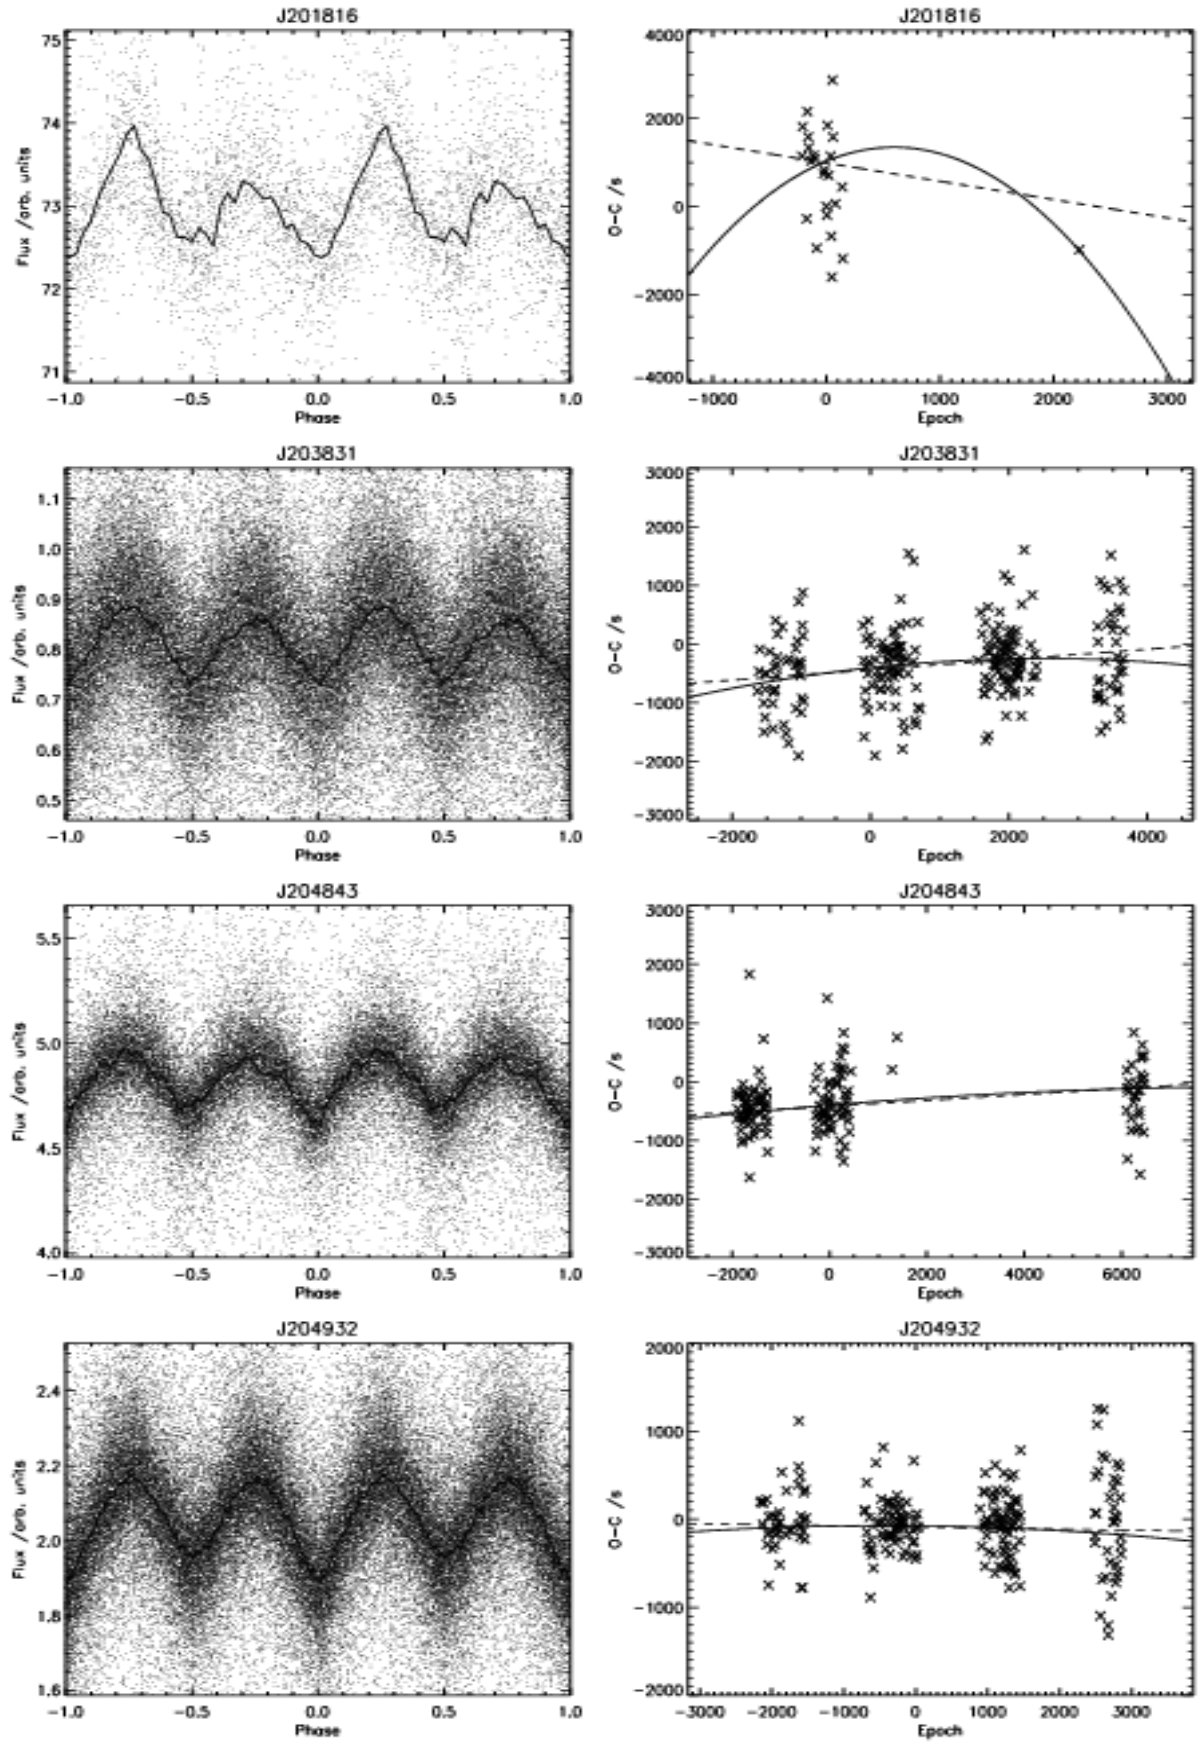 J201816
75
74
73
72
71
Flux /arb. units
-1.0 -0.5 0.0 0.5 1.0
Phase
J201816
4000
2000
0
-2000
-4000
O-C /s
-1000 0 1000 2000 3000
Epoch
J203831
1.1
1.0
0.9
0.8
0.7
0.6
0.5
Flux /arb. units
-1.0 -0.5 0.0 0.5 1.0
Phase
J203831
3000
2000
1000
0
-1000
-2000
-3000
O-C /s
-2000 0 2000 4000
Epoch
J204843
5.5
5.0
4.5
4.0
Flux /arb. units
-1.0 -0.5 0.0 0.5 1.0
Phase
J204843
3000
2000
1000
0
-1000
-2000
-3000
O-C /s
-2000 0 2000 4000 6000
Epoch
J204932
2.4
2.2
2.0
1.8
1.6
Flux /arb. units
-1.0 -0.5 0.0 0.5 1.0
Phase
J204932
2000
1000
0
-1000
-2000
O-C /s
-3000 -2000 -1000 0 1000 2000 3000
Epoch